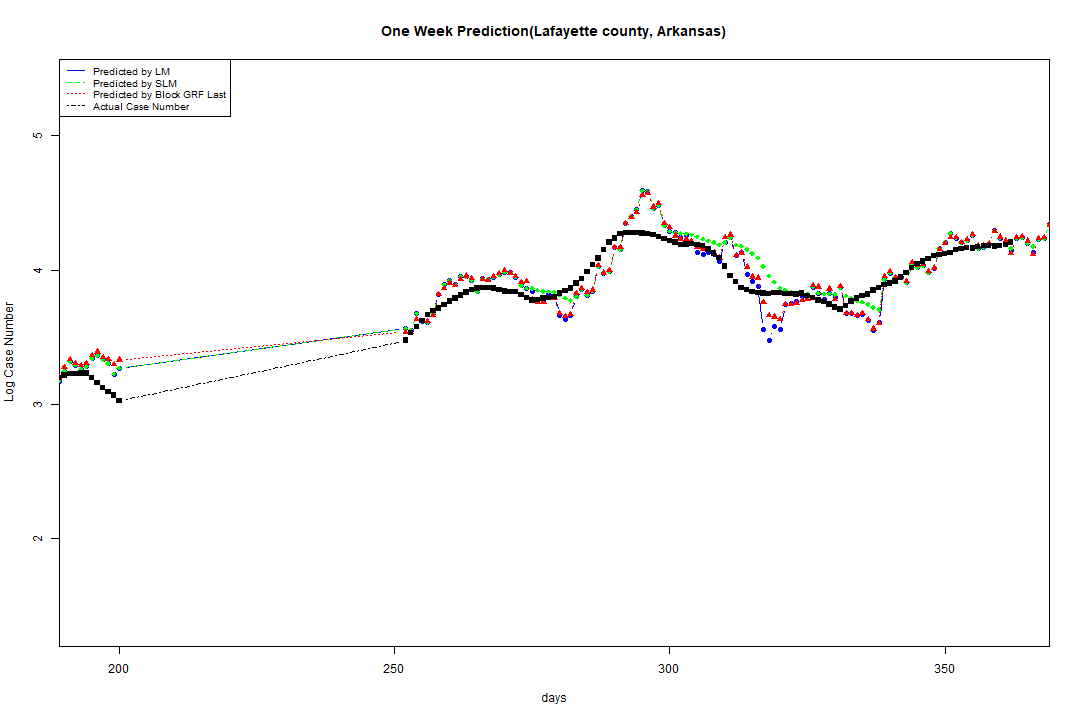 One Week Prediction(Lafayette county, Arkansas)
Predicted by LM
Predicted by SLM
Predicted by Block GRF Last
Actual Case Number
5
4
3
2
Log Case Number
200
250
300
350
days